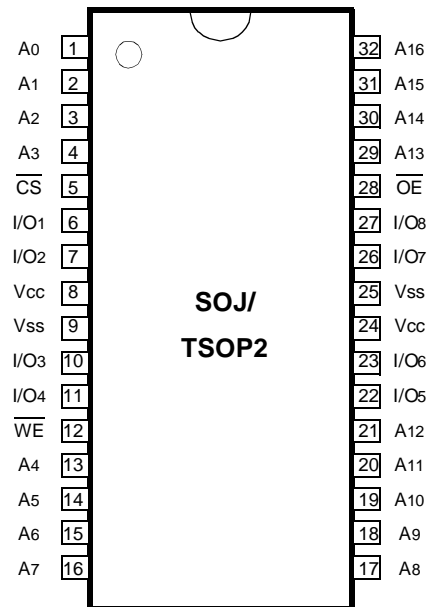 A0 1 32 A16
A1 2 31 A15
A2 3 30 A14
A3 4 29 A13
C̅S̅ 5 28 O̅E̅
I/O1 6 27 I/O8
I/O2 7 26 I/O7
Vcc 8 25 Vss
SOJ/
Vss 9 24 Vcc
TSOP2
I/O3 10 23 I/O6
I/O4 11 22 I/O5
W̅E̅ 12 21 A12
A4 13 20 A11
A5 14 19 A10
A6 15 18 A9
A7 16 17 A8